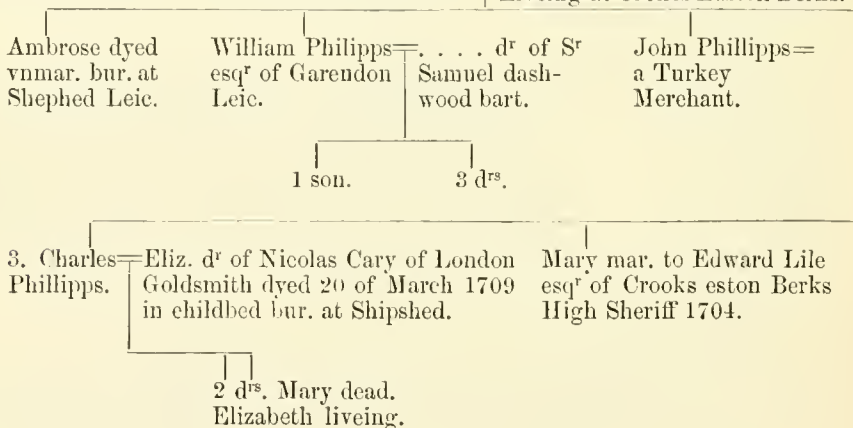 Ambrose dyed
vnmar. bur. at
Shephed Leic.
William Philipps=. . . . dʳ of Sʳ
esqʳ of Garendon Samuel dash-
Leic. wood bart.
John Phillipps=
a Turkey
Merchant.
1 son. 3 dʳˢ.
3. Charles=Eliz. dʳ of Nicolas Cary of London
Phillipps. Goldsmith dyed 20 of March 1709
in childbed bur. at Shipshed.
Mary mar. to Edward Lile
esqʳ of Crooks eston Berks
High Sheriff 1704.
2 dʳˢ. Mary dead.
Elizabeth liveing.